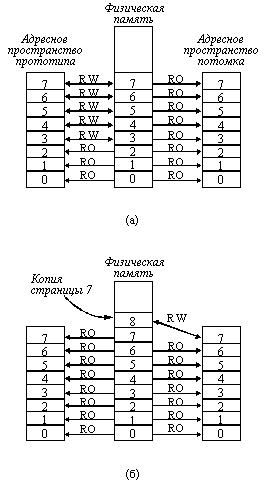 Физическая
память
Адресное
пространство
прототипа
Адресное
пространство
потомка
7 RW 7 RO 7
6 RW 6 RO 6
5 RW 5 RO 5
4 RW 4 RO 4
3 RW 3 RO 3
2 RO 2 RO 2
1 RO 1 RO 1
0 RO 0 RO 0
(а)
Физическая
память
Копия
страницы 7
8 RW
7 RO 7 7
6 RO 6 RO 6
5 RO 5 RO 5
4 RO 4 RO 4
3 RO 3 RO 3
2 RO 2 RO 2
1 RO 1 RO 1
0 RO 0 RO 0
(б)